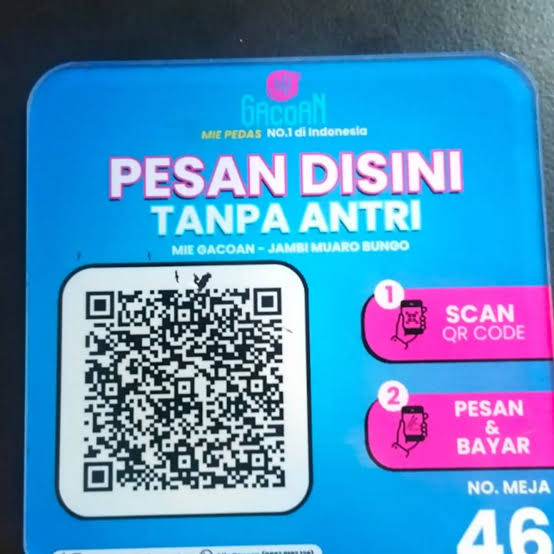 GACOAN
MIE PEDAS NO.1 di Indonesia
PESAN DISINI
TANPA ANTRI
MIE GACOAN - JAMBI MUARO BUNGO
1
SCAN
QR CODE
2
PESAN
&
BAYAR
NO. MEJA
46